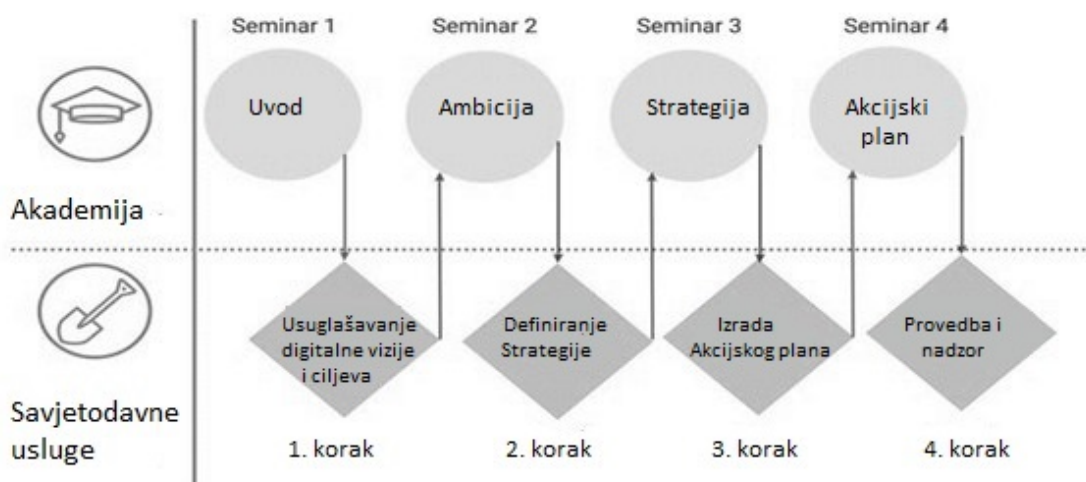 Seminar 1
Seminar 2
Seminar 3
Seminar 4
Uvod
Ambicija
Strategija
Akcijski
plan
Akademija
Usuglašavanje
digitalne vizije
i ciljeva
Definiranje
Strategije
Izrada
Akcijskog plana
Provedba i
nadzor
Savjetodavne
usluge
1. korak
2. korak
3. korak
4. korak